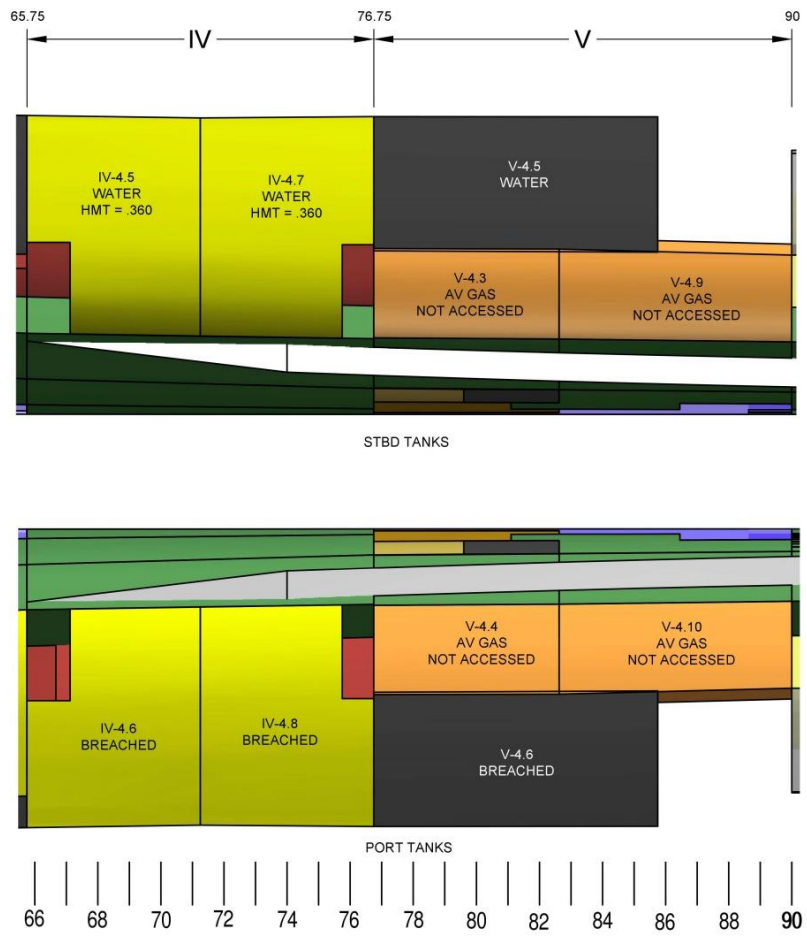 65.75
76.75
90
IV
V
IV-4.5
WATER
HMT = .360
IV-4.7
WATER
HMT = .360
V-4.5
WATER
V-4.3
AV GAS
NOT ACCESSED
V-4.9
AV GAS
NOT ACCESSED
STBD TANKS
V-4.4
AV GAS
NOT ACCESSED
V-4.10
AV GAS
NOT ACCESSED
IV-4.6
BREACHED
IV-4.8
BREACHED
V-4.6
BREACHED
PORT TANKS
66 68 70 72 74 76 78 80 82 84 86 88 90